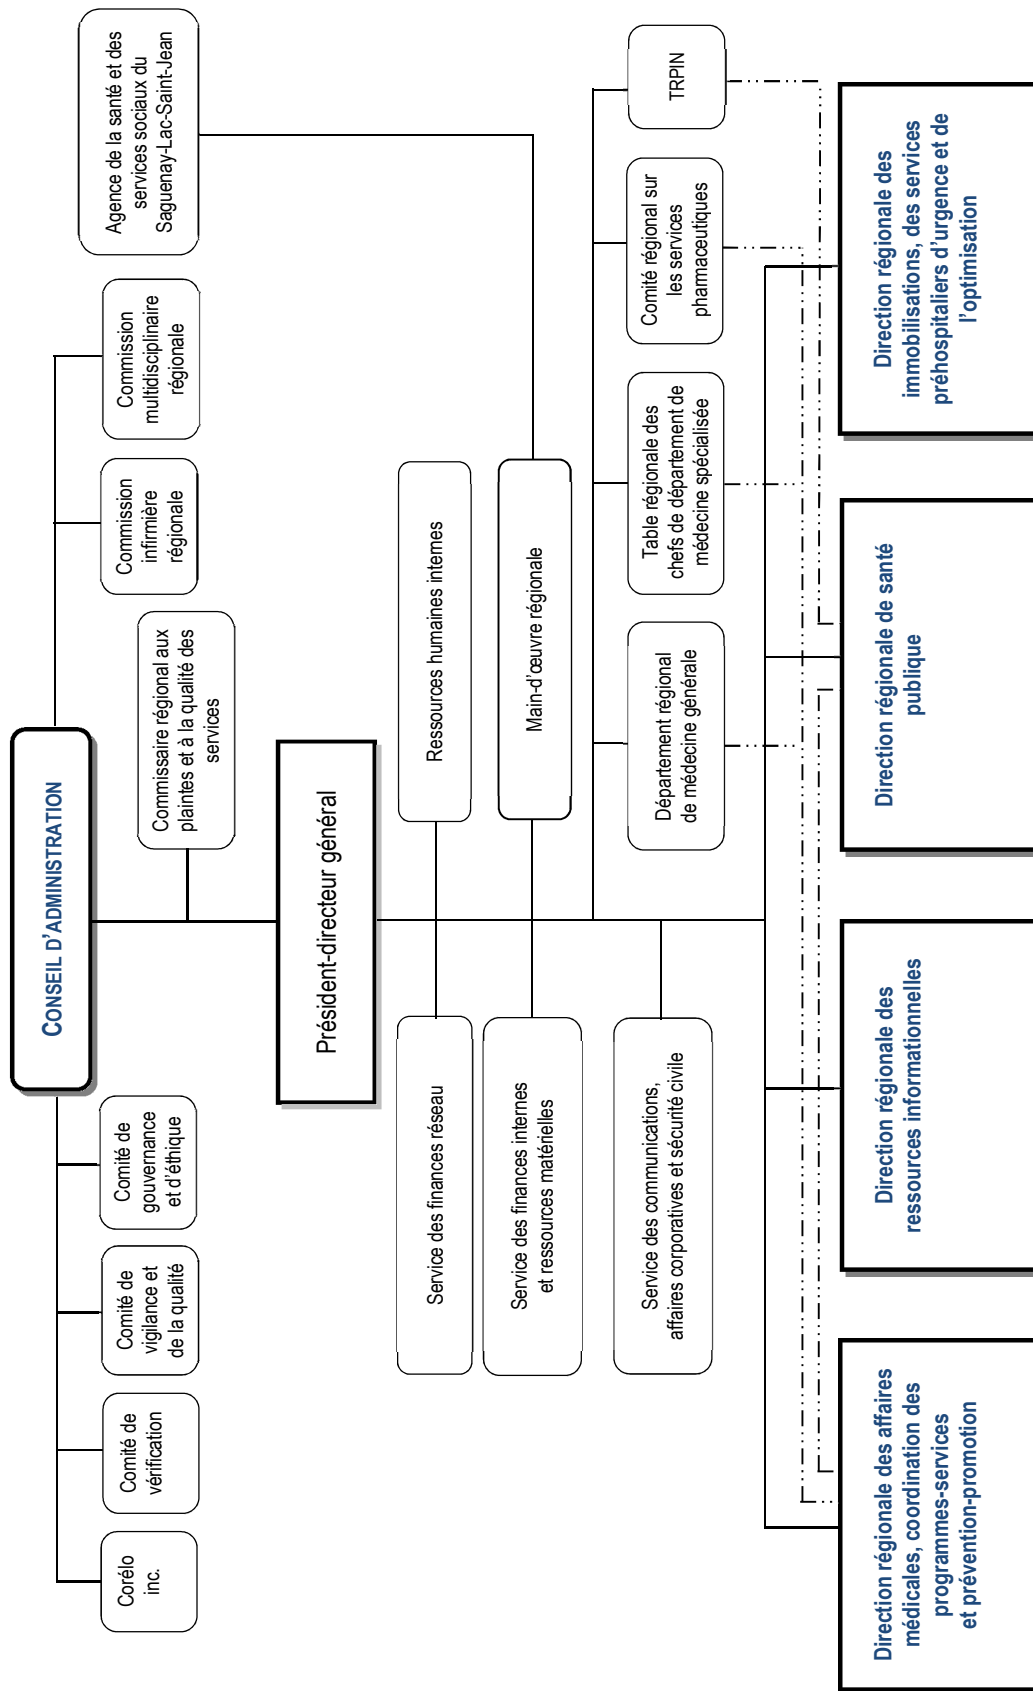 CONSEIL D'ADMINISTRATION
Corélo
inc.
Comité de
vérification
Comité de
vigilance et
de la qualité
Comité de
gouvernance
et d'éthique
Commission
infirmière
régionale
Commission
multidisciplinaire
régionale
Agence de la santé et des
services sociaux du
Saguenay-Lac-Saint-Jean
Commissaire régional aux
plaintes et à la qualité des
services
Président-directeur général
Service des finances réseau
Ressources humaines internes
Service des finances internes
et ressources matérielles
Main-d'œuvre régionale
Service des communications,
affaires corporatives et sécurité civile
Département régional
de médecine générale
Table régionale des
chefs de département de
médecine spécialisée
Comité régional sur
les services
pharmaceutiques
TRPIN
Direction régionale des affaires
médicales, coordination des
programmes-services
et prévention-promotion
Direction régionale des
ressources informationnelles
Direction régionale de santé
publique
Direction régionale des
immobilisations, des services
préhospitaliers d'urgence et de
l'optimisation